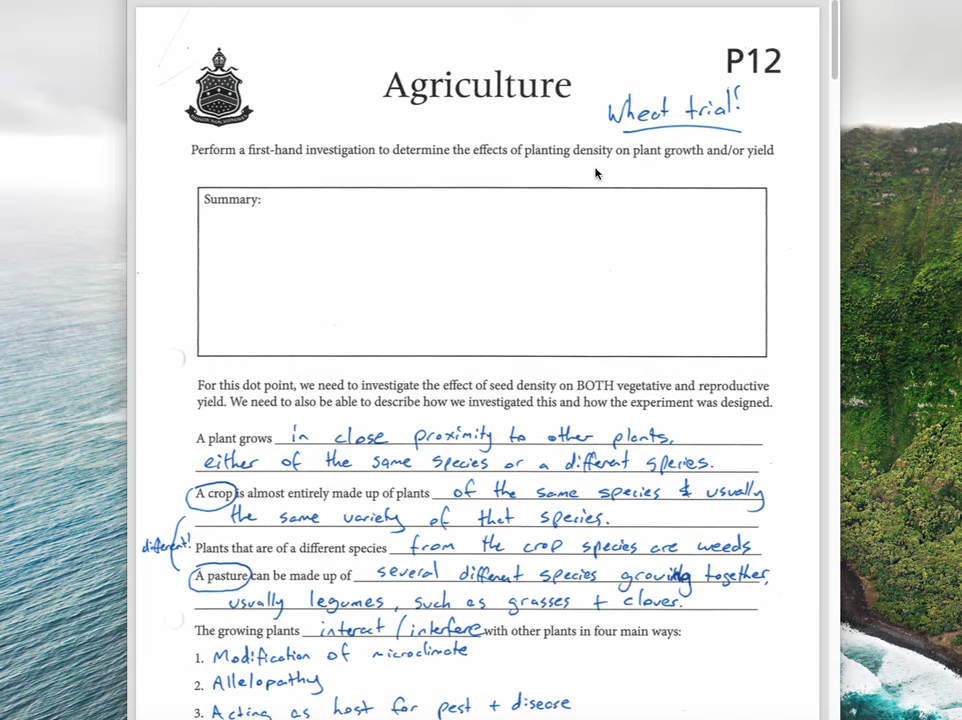 P12
Agriculture
Wheat trial!
Perform a first-hand investigation to determine the effects of planting density on plant growth and/or yield
Summary:
For this dot point, we need to investigate the effect of seed density on BOTH vegetative and reproductive
yield. We need to also be able to describe how we investigated this and how the experiment was designed.
A plant grows in close proximity to other plants,
either of the same species or a different species.
A crop is almost entirely made up of plants of the same species & usually
the same variety of that species.
different! Plants that are of a different species from the crop species are weeds
A pasture can be made up of several different species growing together,
usually legumes, such as grasses + clover.
The growing plants interact / interfere with other plants in four main ways:
1. Modification of microclimate
2. Allelopathy
3. Acting as host for pest + disease